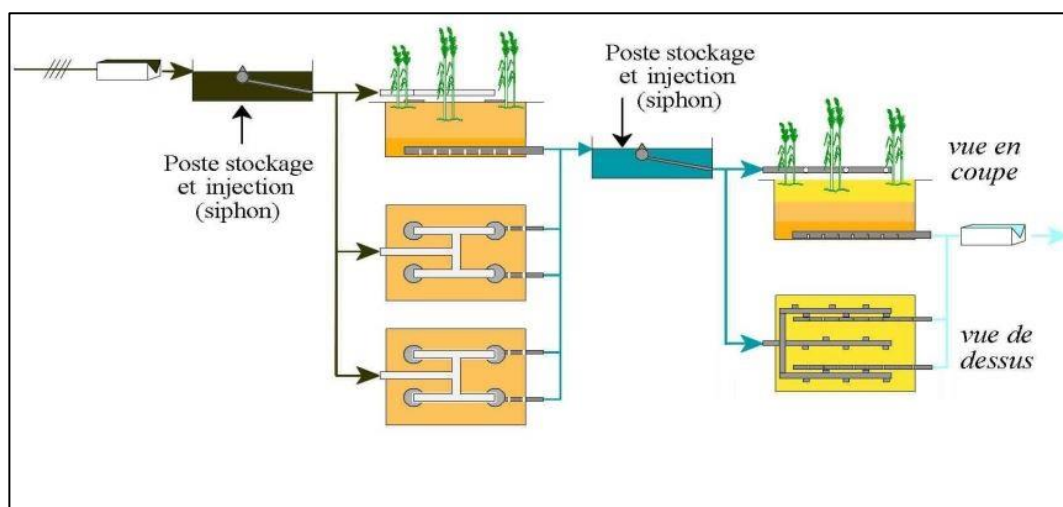 Poste stockage
et injection
(siphon)
Poste stockage
et injection
(siphon)
vue en
coupe
vue de
dessus